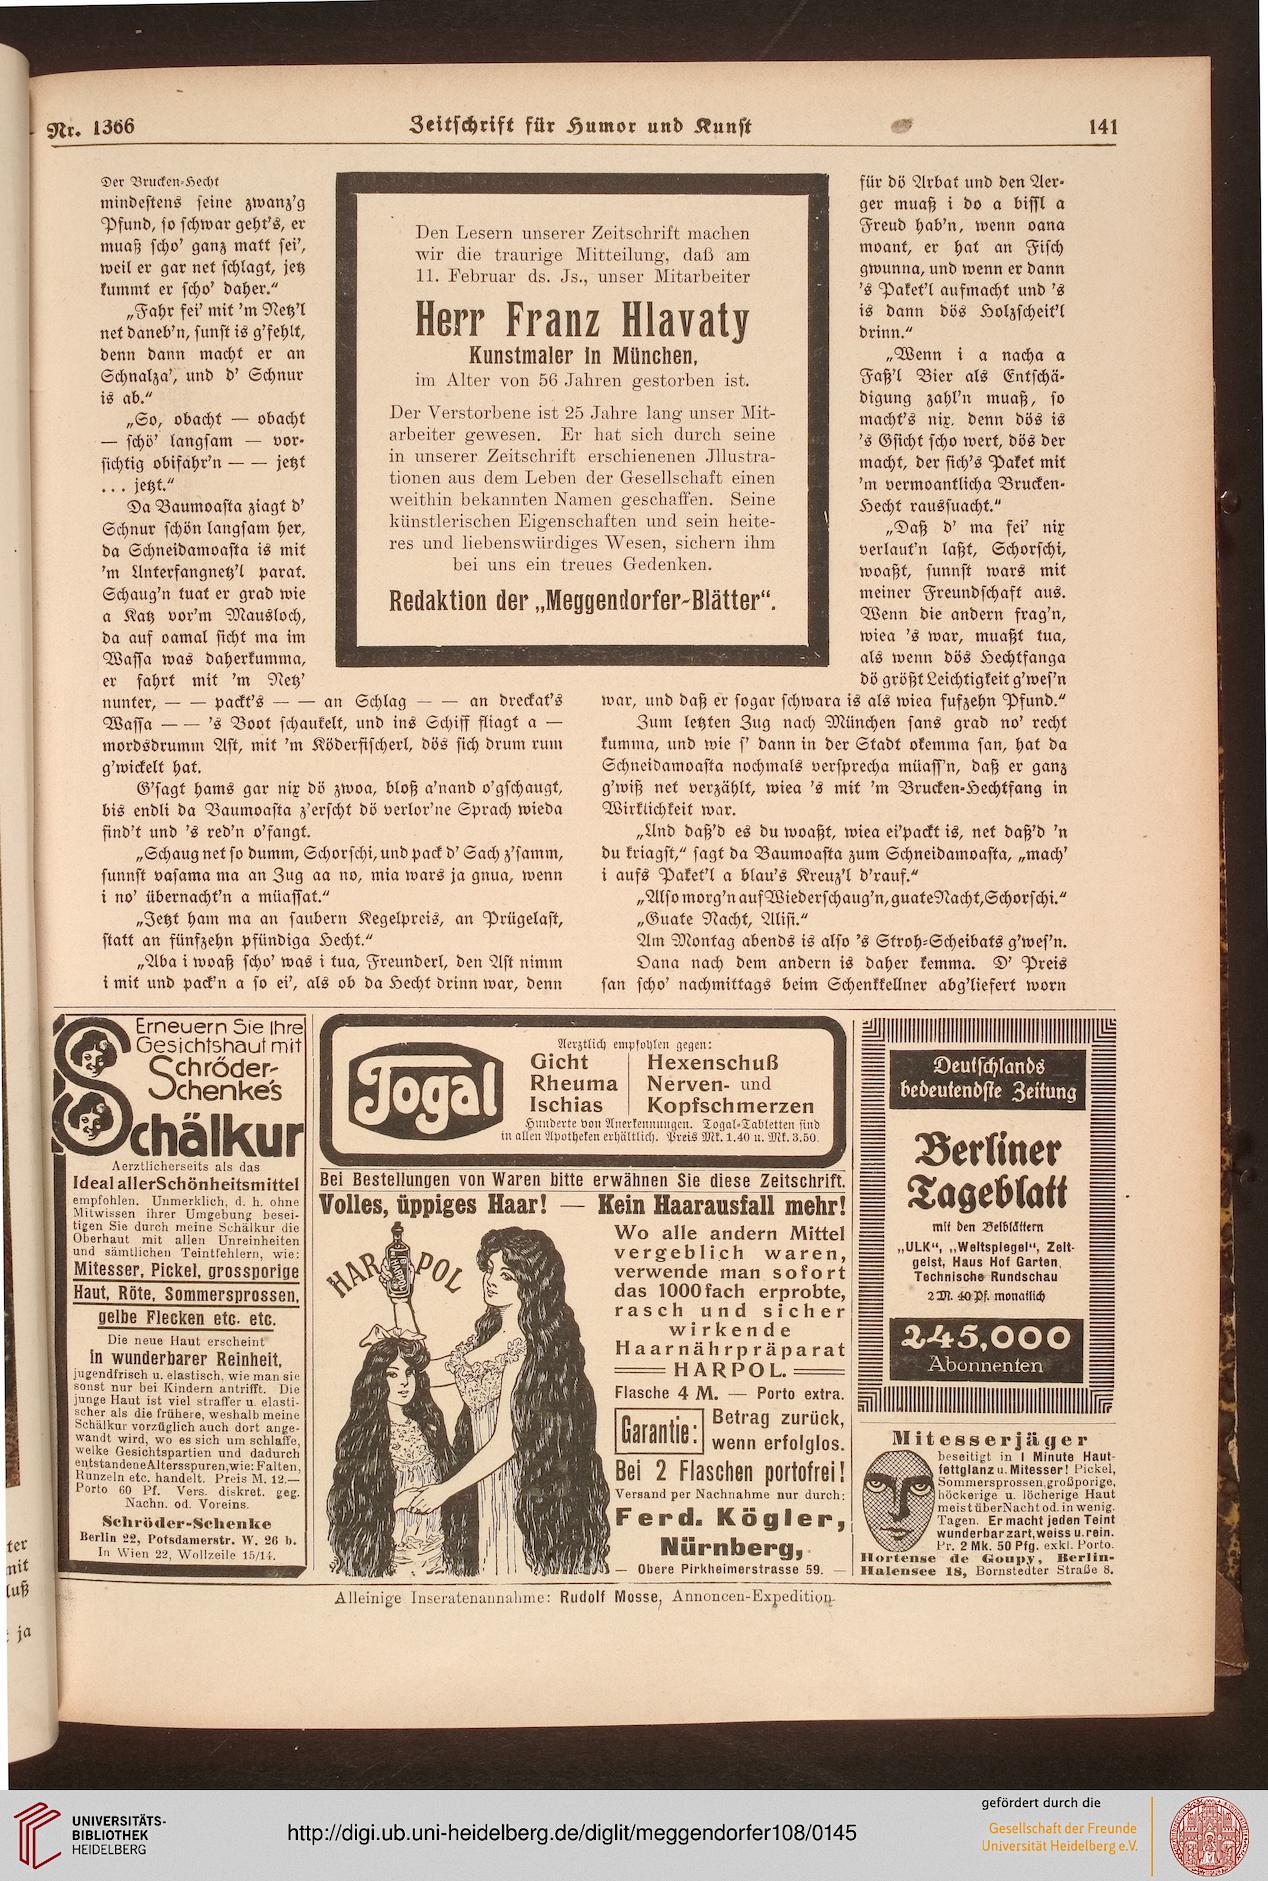 Nr. 1366
Zeitschrift für Humor und Kunst
141
Der Brucken-Hecht
mindestens seine zwanz'g
Pfund, so schwar geht's, er
muaß scho' ganz matt sei',
weil er gar net schlagt, jetz
kummt er scho' daher."
„Fahr fei' mit 'm Netz'l
net daneb'n, sunst is g'fehlt,
denn dann macht er an
Schnalza', und d' Schnur
is ab."
„So, obacht — obacht
— schö' langsam — vor-
sichtig obifahr'n — — jetzt
... jetzt."
Da Baumoasta ziagt d'
Schnur schön langsam her,
da Schneidamoasta is mit
'm Unterfangnetz'l parat.
Schaug'n tuat er grad wie
a Katz vor'm Mausloch,
da auf oamal sicht ma im
Wassa was daherkumma,
er fahrt mit 'm Netz'
nunter, — — packt's — — an Schlag — — an dreckat's
Wassa — — 's Boot schaukelt, und ins Schiff fliagt a —
mordsdrumm Ast, mit 'm Köderfischerl, dös sich drum rum
g'wickelt hat.
G'sagt hams gar nix dö zwoa, bloß a'nand o'gschaugt,
bis endli da Baumoasta z'erscht dö verlor'ne Sprach wieda
find't und 's red'n o'fangt.
„Schaug net so dumm, Schorschi, und pack d' Sach z'samm,
sunnst vasama ma an Zug aa no, mia wars ja gnua, wenn
i no' übernacht'n a müassat."
„Jetzt ham ma an saubern Kegelpreis, an Prügelast,
statt an fünfzehn pfündiga Hecht."
„Aba i woaß scho' was i tua, Freunderl, den Ast nimm
i mit und pack'n a so ei', als ob da Hecht drinn war, denn
Den Lesern unserer Zeitschrift machen
wir die traurige Mitteilung, daß am
11. Februar ds. Js., unser Mitarbeiter
Herr Franz Hlavaty
Kunstmaler in München,
im Alter von 56 Jahren gestorben ist.
Der Verstorbene ist 25 Jahre lang unser Mit-
arbeiter gewesen. Er hat sich durch seine
in unserer Zeitschrift erschienenen Jllustra-
tionen aus dem Leben der Gesellschaft einen
weithin bekannten Namen geschaffen. Seine
künstlerischen Eigenschaften und sein heite-
res und liebenswürdiges Wesen, sichern ihm
bei uns ein treues Gedenken.
Redaktion der „Meggendorfer-Blätter".
für dö Arbat und den Aer-
ger muaß i do a bissl a
Freud hab'n, wenn oana
moant, er hat an Fisch
gwunna, und wenn er dann
's Paket'l aufmacht und 's
is dann dös Holzscheit'l
drinn."
„Wenn i a nacha a
Faß'l Bier als Entschä-
digung zahl'n muaß, so
macht's nix, denn dös is
's Gsicht scho wert, dös der
macht, der sich's Paket mit
'm vermoantlicha Brucken-
Hecht raussuacht."
„Daß d' ma fei' nix
verlaut'n laßt, Schorschi,
woaßt, sunnst wars mit
meiner Freundschaft aus.
Wenn die andern frag'n,
wiea 's war, muaßt tua,
als wenn dös Hechtfanga
dö größt Leichtigkeit g'wes'n
war, und daß er sogar schwara is als wiea fufzehn Pfund."
Zum letzten Zug nach München sans grad no' recht
kumma, und wie s' dann in der Stadt okemma san, hat da
Schneidamoasta nochmals versprecha müass'n, daß er ganz
g'wiß net verzählt, wiea 's mit 'm Brucken-Hechtfang in
Wirklichkeit war.
„Und daß'd es du woaßt, wiea ei'packt is, net daß'd 'n
du kriagst," sagt da Baumoasta zum Schneidamoasta, „mach'
i aufs Paket'l a blau's Kreuz'l d'rauf."
„Also morg'n auf Wiederschaug'n, guate Nacht, Schorschi."
„Guate Nacht, Alisi."
Am Montag abends is also 's Stroh-Scheibats g'wes'n.
Oana nach dem andern is daher kemma. D' Preis
san scho' nachmittags beim Schenkkellner abg'liefert worn
Erneuern Sie Ihre
Gesichtshaut mit
Schröder-
Schenke's
Schälkur
Aerztlicherseits als das
Ideal aller Schönheitsmittel
empfohlen. Unmerklich, d. h. ohne
Mitwissen ihrer Umgebung besei-
tigen Sie durch meine Schälkur die
Oberhaut mit allen Unreinheiten
und sämtlichen Teintfehlern, wie:
Mitesser, Pickel, grossporige
Haut, Röte, Sommersprossen,
gelbe Flecken etc. etc.
Die neue Haut erscheint
in wunderbarer Reinheit,
jugendfrisch u. elastisch, wie man sie
sonst nur bei Kindern antrifft. Die
junge Haut ist viel straffer u. elasti-
scher als die frühere, weshalb meine
Schälkur vorzüglich auch dort ange-
wandt wird, wo es sich um schlaffe,
welke Gesichtspartien und dadurch
entstandene Altersspuren, wie: Falten,
Runzeln etc. handelt. Preis M. 12.—
Porto 60 Pf. Vers. diskret. geg.
Nachn. od. Voreins.
Schröder-Schenke
Berlin 22, Potsdamerstr. W. 26 b.
In Wien 22, Wollzeile 15/14.
Togal
Aerztlich empfohlen gegen:
Gicht
Rheuma
Ischias
Hexenschuß
Nerven- und
Kopfschmerzen
Hunderte von Anerkennungen. Togal-Tabletten sind
in allen Apotheken erhältlich. Preis Mk. 1.40 u. Mk. 3.50.
Bei Bestellungen von Waren bitte erwähnen Sie diese Zeitschrift.
Volles, üppiges Haar! — Kein Haarausfall mehr!
HARPOL
Wo alle andern Mittel
vergeblich waren,
verwende man sofort
das 1000fach erprobte,
rasch und sicher
wirkende
Haarnährpräparat
HARPOL.
Flasche 4 M. — Porto extra.
Garantie:
Betrag zurück,
wenn erfolglos.
Bei 2 Flaschen portofrei!
Versand per Nachnahme nur durch:
Ferd. Kögler,
Nürnberg,
— Obere Pirkheimerstrasse 59. —
Deutschlands
bedeutendste Zeitung
Berliner
Tageblatt
mit den Beiblättern
„ULK", „Weltspiegel", Zeit-
geist, Haus Hof Garten,
Technische Rundschau
2 M. 40 Pf. monatlich
245,000
Abonnenten
Mitesserjäger
beseitigt in 1 Minute Haut-
fettglanz u. Mitesser! Pickel,
Sommersprossen, großporige,
höckerige u. löcherige Haut
meist über Nacht od. in wenig.
Tagen. Er macht jeden Teint
wunderbar zart, weiss u. rein.
Pr. 2 Mk. 50 Pfg. exkl. Porto.
Hortense de Goupy, Berlin-
Halensee 18, Bornstedter Straße 8.
Alleinige Inseratenannahme: Rudolf Mosse, Annoncen-Expedition.
ja
UNIVERSITÄTS-
BIBLIOTHEK
HEIDELBERG
http://digi.ub.uni-heidelberg.de/diglit/meggendorfer108/0145
gefördert durch die
Gesellschaft der Freunde
Universität Heidelberg e.V.